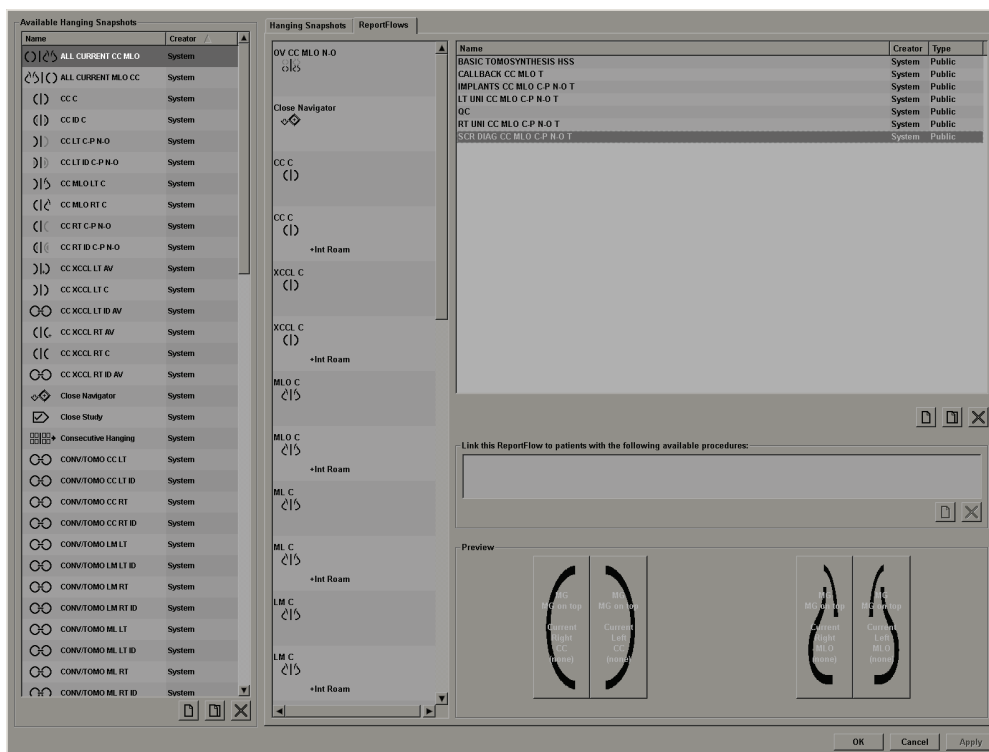 Available Hanging Snapshots
Name Creator
ALL CURRENT CC MLO System
ALL CURRENT MLO CC System
CC C System
CC ID C System
CC LT C-P N-O System
CC LT ID C-P N-O System
CC MLO LT C System
CC MLO RT C System
CC RT C-P N-O System
CC RT ID C-P N-O System
CC XCCL LT AV System
CC XCCL LT C System
CC XCCL LT ID AV System
CC XCCL RT AV System
CC XCCL RT C System
CC XCCL RT ID AV System
Close Navigator System
Close Study System
Consecutive Hanging System
CONV/TOMO CC LT System
CONV/TOMO CC LT ID System
CONV/TOMO CC RT System
CONV/TOMO CC RT ID System
CONV/TOMO LM LT System
CONV/TOMO LM LT ID System
CONV/TOMO LM RT System
CONV/TOMO LM RT ID System
CONV/TOMO ML LT System
CONV/TOMO ML LT ID System
CONV/TOMO ML RT System
CONV/TOMO ML RT ID System
Hanging Snapshots ReportFlows
OV CC MLO N-O
Close Navigator
CC C
CC C
+Int Roam
XCCL C
XCCL C
+Int Roam
MLO C
MLO C
+Int Roam
ML C
ML C
+Int Roam
LM C
LM C
+Int Roam
Name Creator Type
BASIC TOMOSYNTHESIS HSS System Public
CALLBACK CC MLO T System Public
IMPLANTS CC MLO C-P N-O T System Public
LT UNI CC MLO C-P N-O T System Public
QC System Public
RT UNI CC MLO C-P N-O T System Public
SCR DIAG CC MLO C-P N-O T System Public
Link this ReportFlow to patients with the following available procedures:
Preview
MG MG MG MG
MG on top MG on top MG on top MG on top
Current Current Current Current
Right Left Right Left
CC CC MLO MLO
(none) (none) (none) (none)
OK Cancel Apply